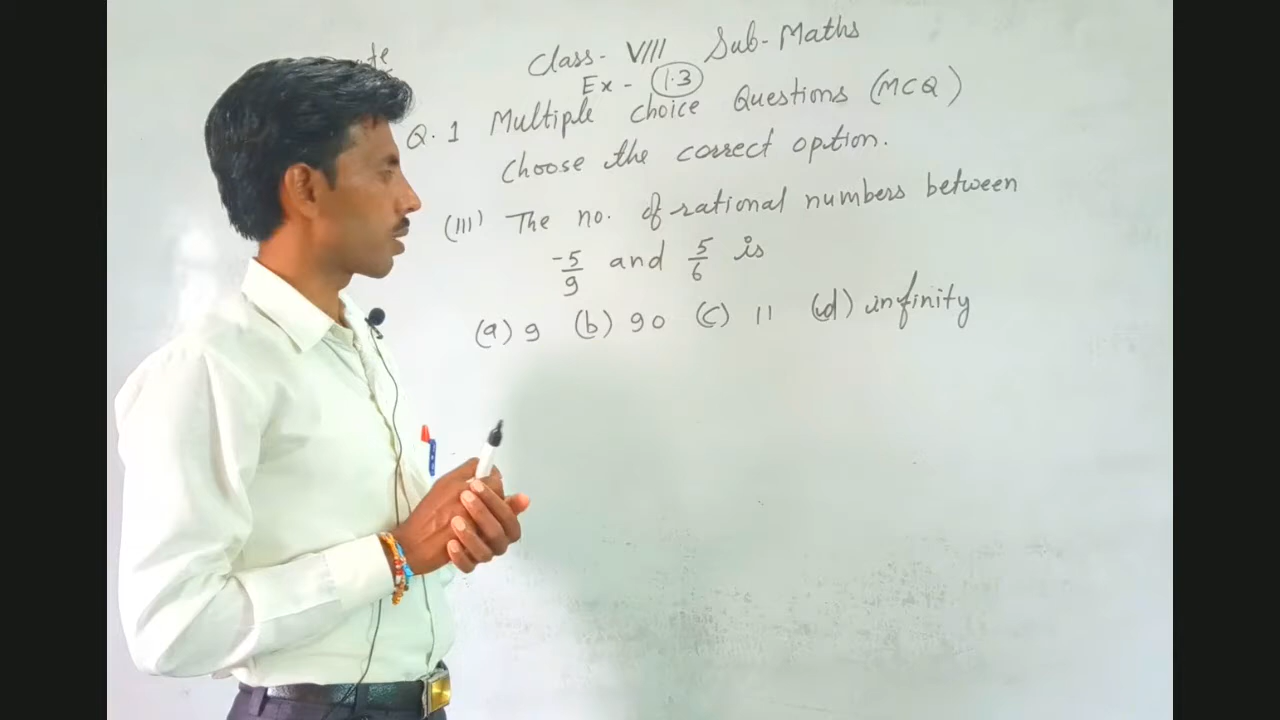 Class- VIII Sub-Maths
Ex - 1.3
Q. 1 Multiple choice Questions (MCQ)
Choose the correct option.
(III) The no. of rational numbers between
-5/9 and 5/6 is
(a) 9 (b) 90 (c) 11 (d) infinity